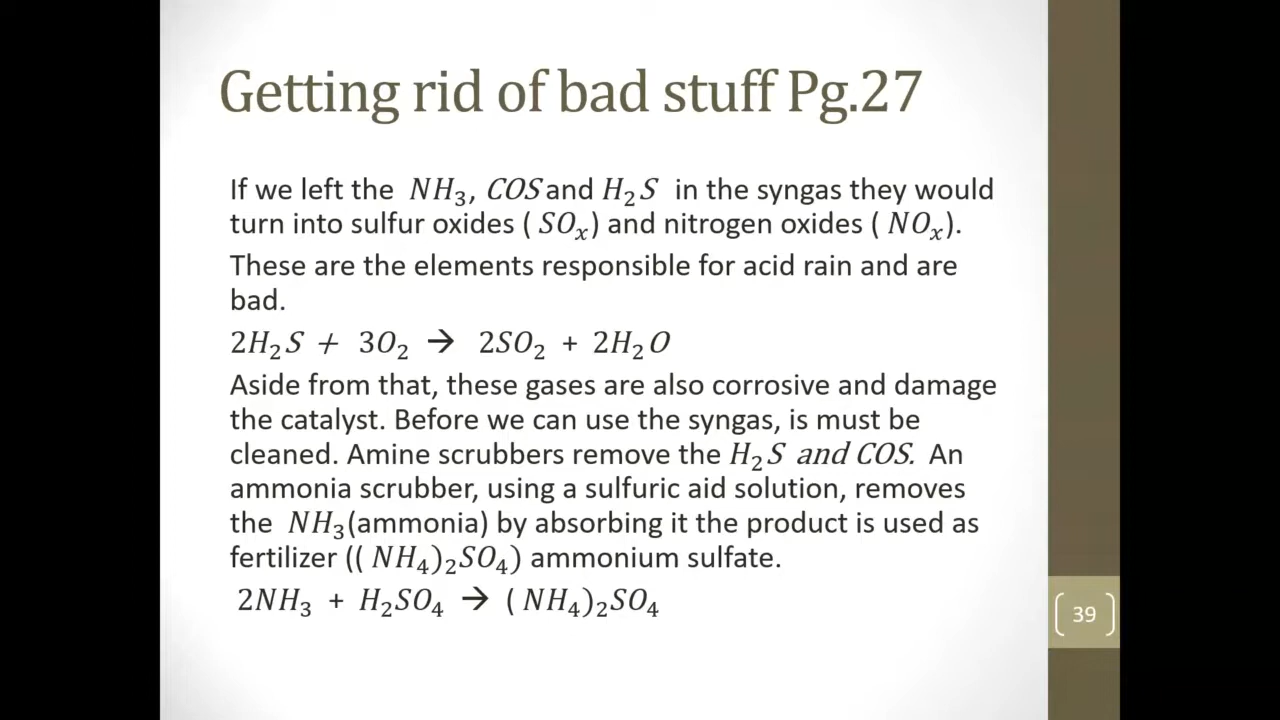 Getting rid of bad stuff Pg.27
If we left the NH₃, COS and H₂S in the syngas they would
turn into sulfur oxides ( SOₓ) and nitrogen oxides ( NOₓ).
These are the elements responsible for acid rain and are
bad.
2H₂S + 3O₂ → 2SO₂ + 2H₂O
Aside from that, these gases are also corrosive and damage
the catalyst. Before we can use the syngas, is must be
cleaned. Amine scrubbers remove the H₂S and COS. An
ammonia scrubber, using a sulfuric aid solution, removes
the NH₃(ammonia) by absorbing it the product is used as
fertilizer (( NH₄)₂SO₄) ammonium sulfate.
2NH₃ + H₂SO₄ → ( NH₄)₂SO₄
39